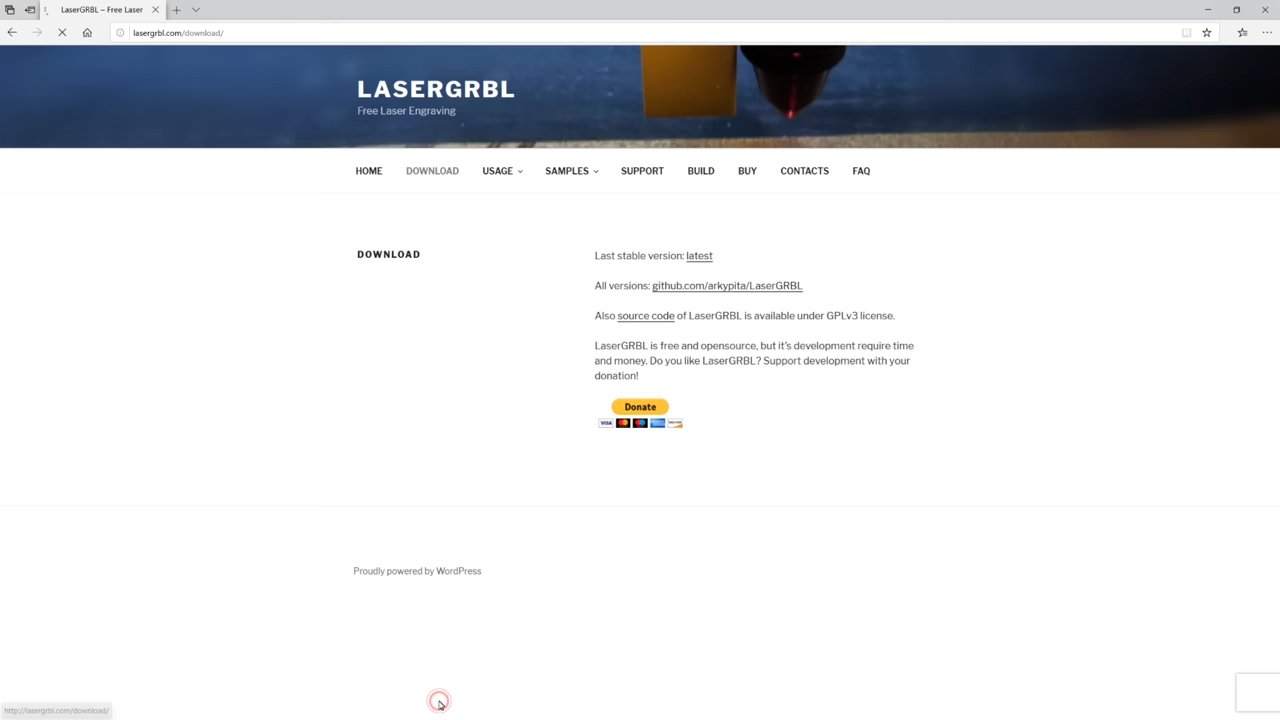 LaserGRBL – Free Laser
lasergrbl.com/download/
LASERGRBL
Free Laser Engraving
HOME DOWNLOAD USAGE SAMPLES SUPPORT BUILD BUY CONTACTS FAQ
DOWNLOAD
Last stable version: latest
All versions: github.com/arkypita/LaserGRBL
Also source code of LaserGRBL is available under GPLv3 license.
LaserGRBL is free and opensource, but it's development require time
and money. Do you like LaserGRBL? Support development with your
donation!
Donate
VISA
Proudly powered by WordPress
http://lasergrbl.com/download/